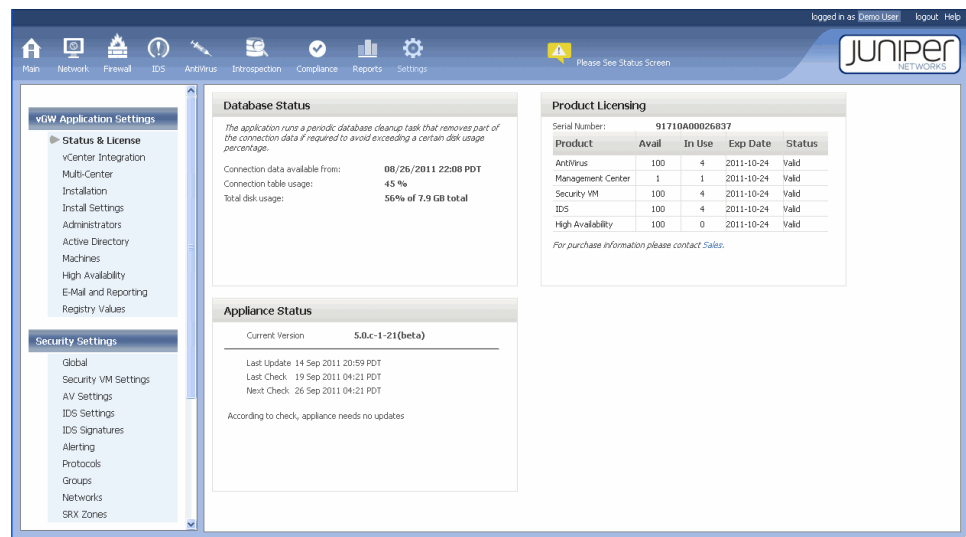 logged in as Demo User logout Help
Main Network Firewall IDS AntiVirus Introspection Compliance Reports Settings
Please See Status Screen
JUNIPER
NETWORKS
vGW Application Settings
Status & License
vCenter Integration
Multi-Center
Installation
Install Settings
Administrators
Active Directory
Machines
High Availability
E-Mail and Reporting
Registry Values
Security Settings
Global
Security VM Settings
AV Settings
IDS Settings
IDS Signatures
Alerting
Protocols
Groups
Networks
SRX Zones
Database Status
The application runs a periodic database cleanup task that removes part of
the connection data if required to avoid exceeding a certain disk usage
percentage.
Connection data available from: 08/26/2011 22:08 PDT
Connection table usage: 45 %
Total disk usage: 56% of 7.9 GB total
Product Licensing
Serial Number: 91710A00026837
Product Avail In Use Exp Date Status
AntiVirus 100 4 2011-10-24 Valid
Management Center 1 1 2011-10-24 Valid
Security VM 100 4 2011-10-24 Valid
IDS 100 4 2011-10-24 Valid
High Availability 100 0 2011-10-24 Valid
For purchase information please contact Sales.
Appliance Status
Current Version 5.0.c-1-21(beta)
Last Update 14 Sep 2011 20:59 PDT
Last Check 19 Sep 2011 04:21 PDT
Next Check 26 Sep 2011 04:21 PDT
According to check, appliance needs no updates